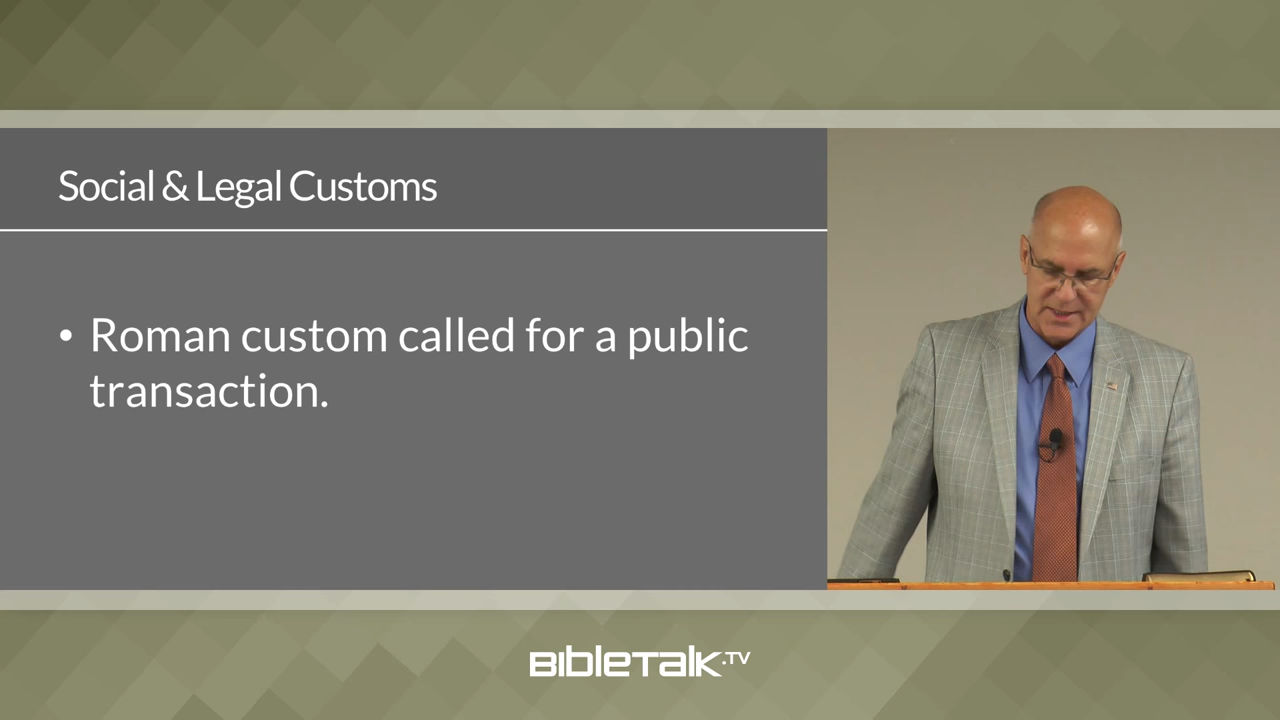 Social & Legal Customs
• Roman custom called for a public
transaction.
BibleTalk.TV